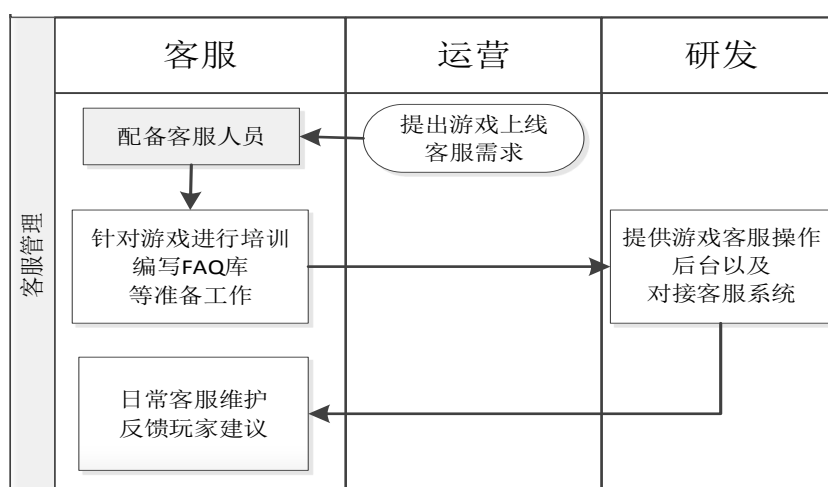 客服
运营
研发
客服管理
提出游戏上线
客服需求
配备客服人员
针对游戏进行培训
编写FAQ库
等准备工作
提供游戏客服操作
后台以及
对接客服系统
日常客服维护
反馈玩家建议